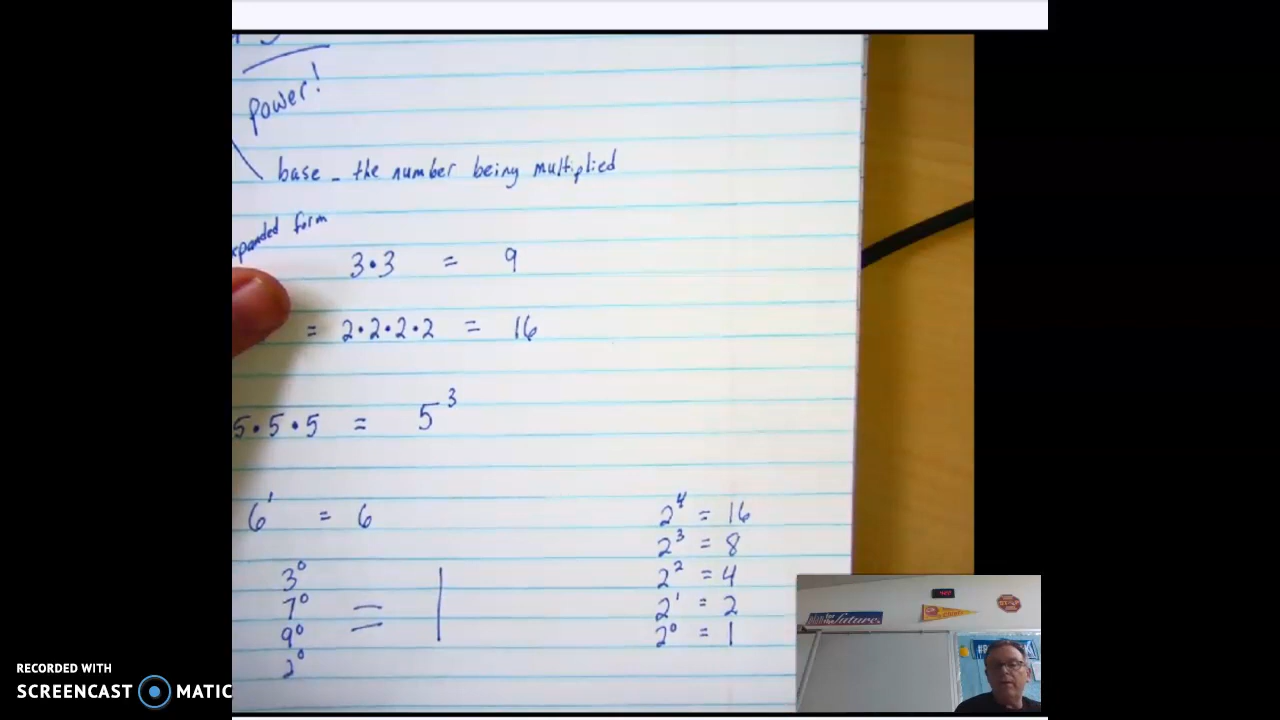 power!
base - the number being multiplied
form
3•3 = 9
= 2•2•2•2 = 16
5•5•5 = 5³
6¹ = 6
3⁰
7⁰
9⁰
2⁰
= 1
2⁴ = 16
2³ = 8
2² = 4
2¹ = 2
2⁰ = 1
future.
RECORDED WITH
SCREENCAST MATIC